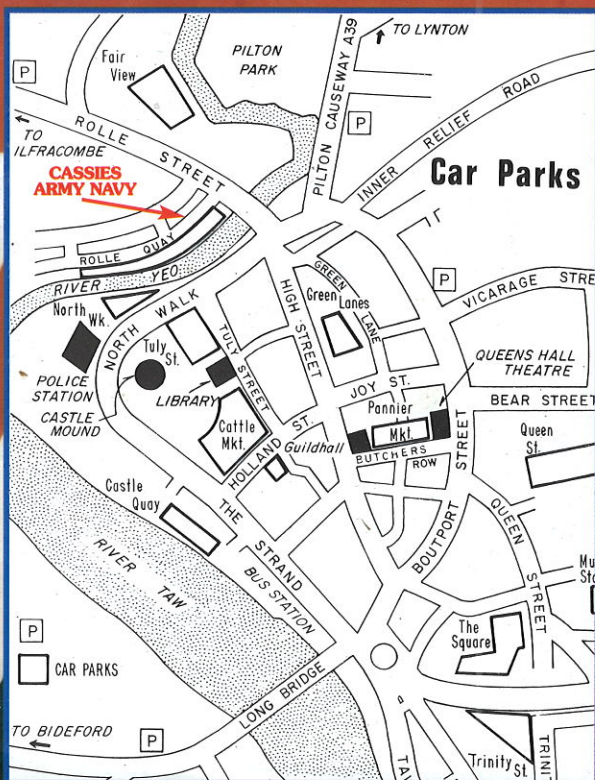 TO LYNTON
P
Fair
View
PILTON
PARK
PILTON CAUSEWAY A39
P
INNER RELIEF ROAD
TO
ILFRACOMBE
ROLLE STREET
CASSIES
ARMY NAVY
Car Parks
ROLLE QUAY
RIVER YEO
North
Wk.
NORTH WALK
Tuly
St.
TULY STREET
HIGH STREET
GREEN LANE
Green Lanes
P
VICARAGE STRE
POLICE
STATION
CASTLE
MOUND
LIBRARY
QUEENS HALL
THEATRE
JOY ST.
BEAR STREET
Cattle
Mkt.
HOLLAND ST.
Guildhall
Pannier
Mkt.
BUTCHERS
ROW
BOUTPORT STREET
Queen
St.
Castle
Quay
THE STRAND
BUS STATION
QUEEN STREET
RIVER TAW
P
CAR PARKS
The
Square
LONG BRIDGE
TO BIDEFORD
P
Trinity
St.